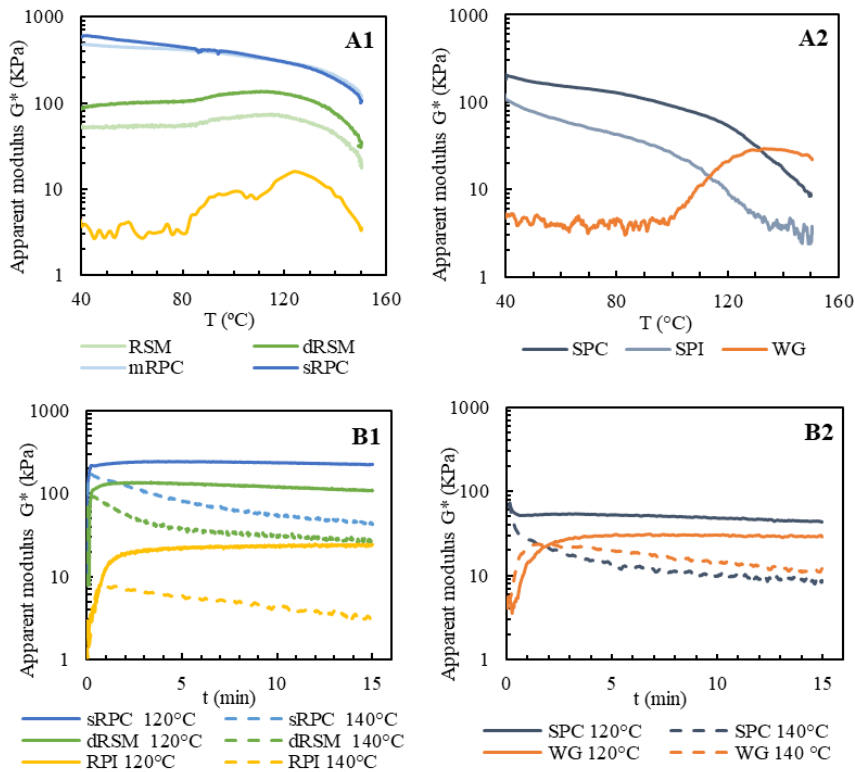 A1
Apparent modulus G* (KPa)
1000
100
10
1
40
80
120
160
T (ºC)
RSM
dRSM
mRPC
sRPC
A2
Apparent modulus G* (KPa)
1000
100
10
1
40
80
120
160
T (°C)
SPC
SPI
WG
B1
Apparent modulus G* (kPa)
1000
100
10
1
0
5
10
15
t (min)
sRPC 120°C
sRPC 140°C
dRSM 120°C
dRSM 140°C
RPI 120°C
RPI 140°C
B2
Apparent modulus G* (kPa)
1000
100
10
1
0
5
10
15
t (min)
SPC 120°C
SPC 140°C
WG 120°C
WG 140 °C